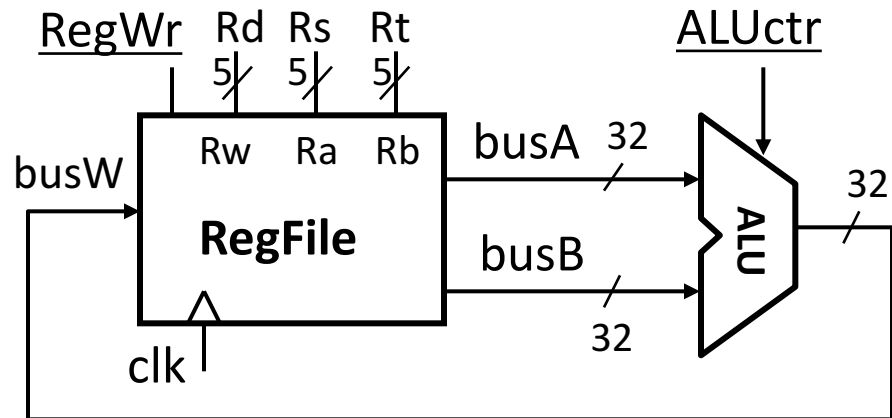 RegWr Rd Rs Rt ALUctr
5 5 5
Rw Ra Rb
busW
busA 32
32
RegFile
ALU
busB
32
clk